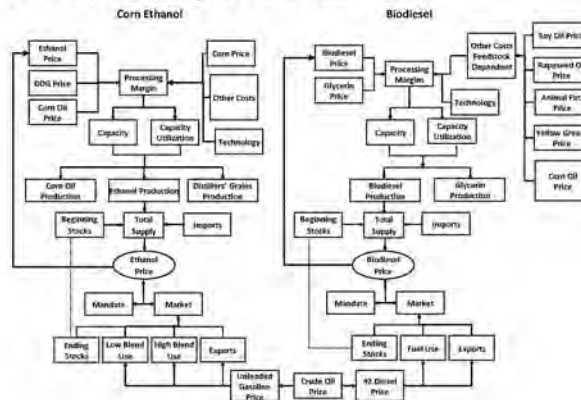 Corn Ethanol
Biodiesel
Ethanol
Price
DDG Price
Corn Oil
Price
Processing
Margin
Corn Price
Other Costs
Technology
Capacity
Capacity
Utilization
Corn Oil
Production
Ethanol Production
Distillers' Grains
Production
Beginning
Stocks
Total
Supply
Imports
Ethanol
Price
Mandate
Market
Ending
Stocks
Low Blend
Use
High Blend
Use
Exports
Unleaded
Gasoline
Price
Crude Oil
Price
#2 Diesel
Price
Biodiesel
Price
Glycerin
Price
Processing
Margins
Other Costs
Feedstock
Dependent
Technology
Soy Oil Price
Rapeseed
Price
Animal
Price
Yellow
Price
Corn Oil
Price
Capacity
Capacity
Utilization
Biodiesel
Production
Glycerin
Production
Beginning
Stocks
Total
Supply
Imports
Biodiesel
Price
Mandate
Market
Ending
Stocks
Fuel Use
Exports